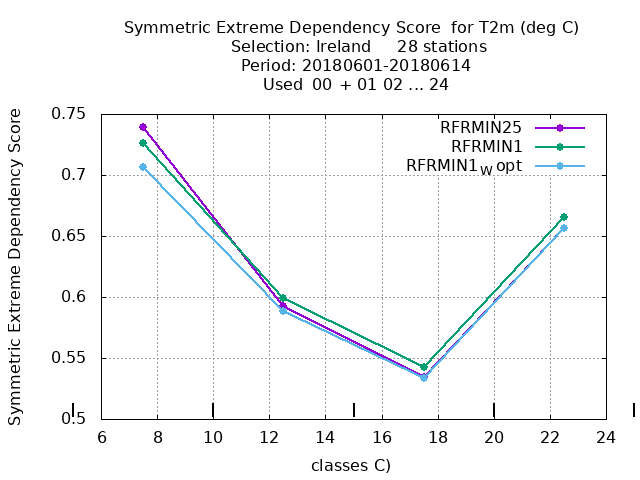 Symmetric Extreme Dependency Score for T2m (deg C)
Selection: Ireland 28 stations
Period: 20180601-20180614
Used 00 + 01 02 ... 24
Symmetric Extreme Dependency Score
0.75
0.7
0.65
0.6
0.55
0.5
RFRMIN25
RFRMIN1
RFRMIN1W opt
6 8 10 12 14 16 18 20 22 24
classes C)